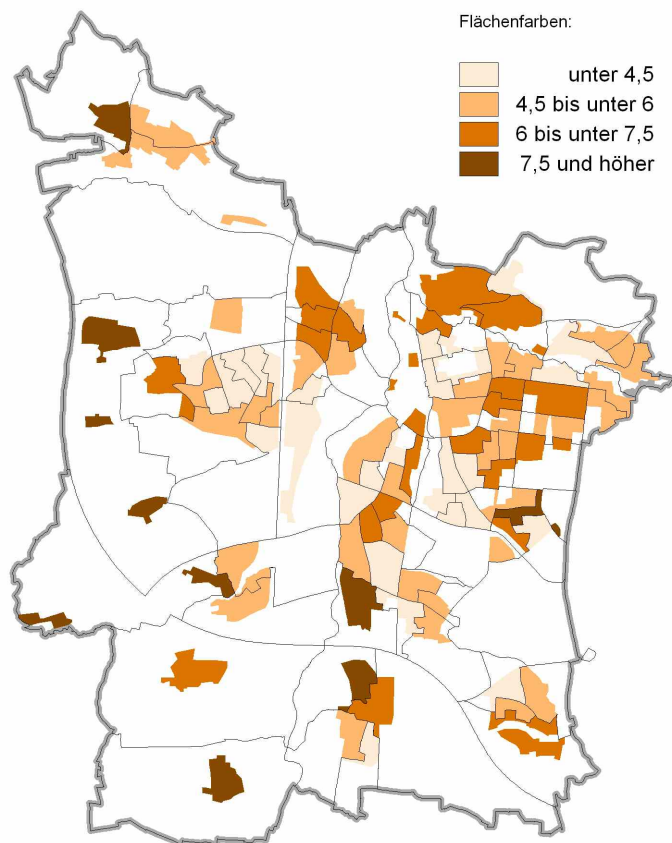 Flächenfarben:
unter 4,5
4,5 bis unter 6
6 bis unter 7,5
7,5 und höher